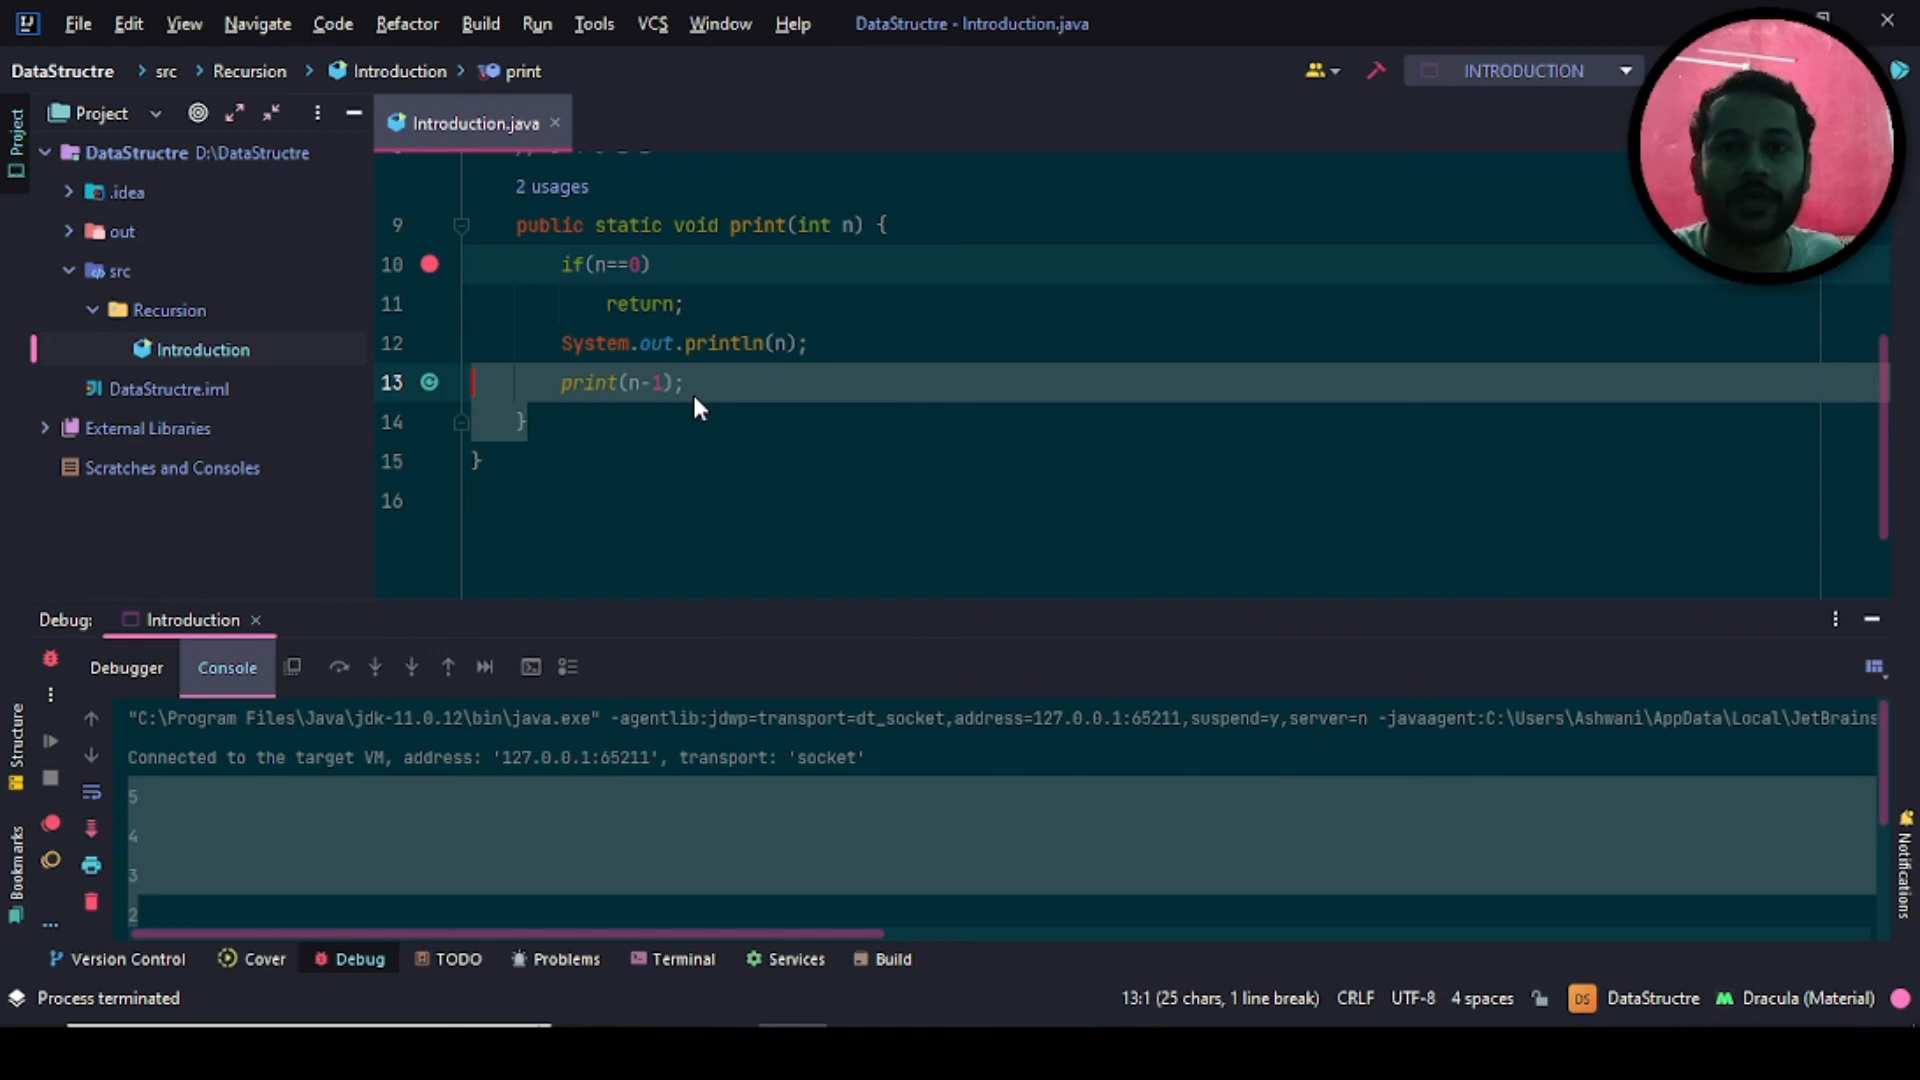 File Edit View Navigate Code Refactor Build Run Tools VCS Window Help DataStructre - Introduction.java
DataStructre src Recursion Introduction print INTRODUCTION
Project
Project
Introduction.java
DataStructre D:\DataStructre
.idea
out
src
Recursion
Introduction
DataStructre.iml
External Libraries
Scratches and Consoles
2 usages
9 public static void print(int n) {
10 if(n==0)
11 return;
12 System.out.println(n);
13 print(n-1);
14 }
15 }
16
Debug: Introduction
Debugger Console
"C:\Program Files\Java\jdk-11.0.12\bin\java.exe" -agentlib:jdwp=transport=dt_socket,address=127.0.0.1:65211,suspend=y,server=n -javaagent:C:\Users\Ashwani\AppData\Local\JetBrains
Connected to the target VM, address: '127.0.0.1:65211', transport: 'socket'
5
4
3
2
Structure
Bookmarks
Notifications
Version Control Cover Debug TODO Problems Terminal Services Build
Process terminated 13:1 (25 chars, 1 line break) CRLF UTF-8 4 spaces DS DataStructre Dracula (Material)